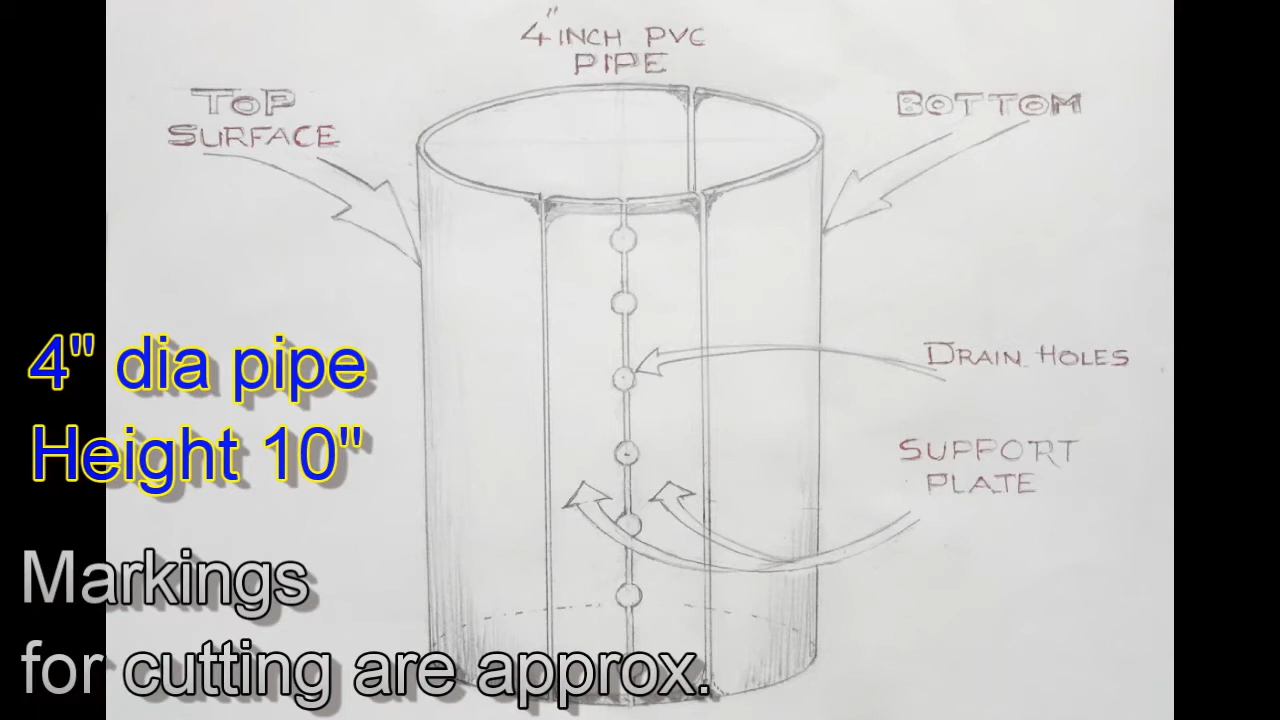 4" INCH PVC
PIPE
TOP
SURFACE
BOTTOM
DRAIN HOLES
SUPPORT
PLATE
4" dia pipe
Height 10"
Markings
for cutting are approx.